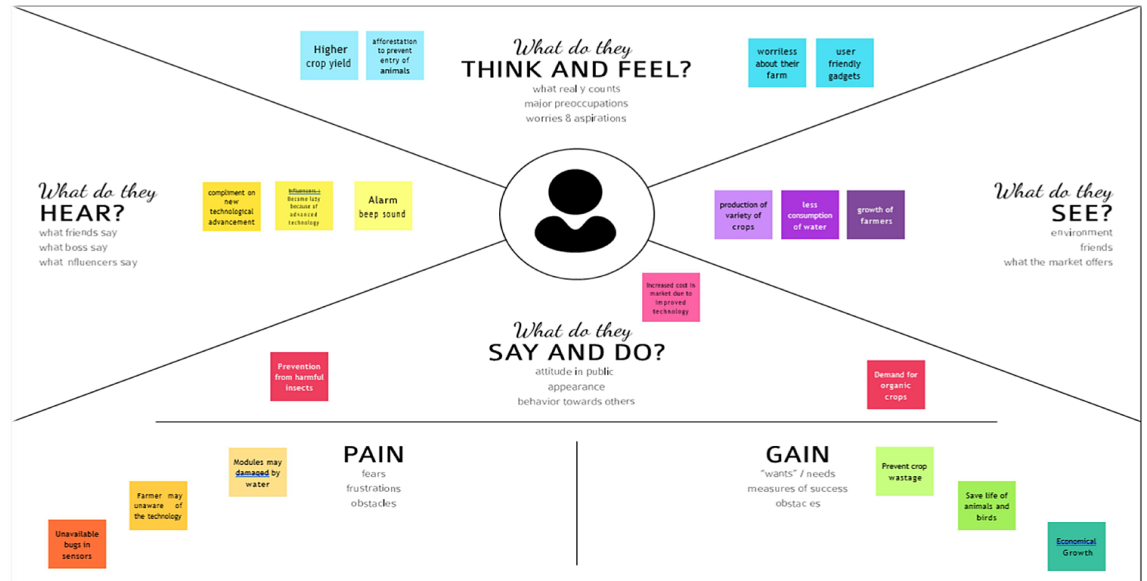 What do they
THINK AND FEEL?
what real y counts
major preoccupations
worries & aspirations
Higher
crop yield
afforestation
to prevent
entry of
animals
worriless
about their
farm
user
friendly
gadgets
What do they
HEAR?
what friends say
what boss say
what nfluencers say
compliment on
new
technological
advancement
Influencers :-
Became lazy
because of
advanced
technology
Alarm
beep sound
production of
variety of
crops
less
consumption
of water
growth of
farmers
What do they
SEE?
environment
friends
what the market offers
Increased cost in
market due to
improved
technology
What do they
SAY AND DO?
attitude in public
appearance
behavior towards others
Prevention
from harmful
insects
Demand for
organic
crops
PAIN
fears
frustrations
obstacles
Modules may
damaged by
water
Farmer may
unaware of
the technology
Unavailable
bugs in
sensors
GAIN
"wants" / needs
measures of success
obstac es
Prevent crop
wastage
Save life of
animals and
birds
Economical
Growth